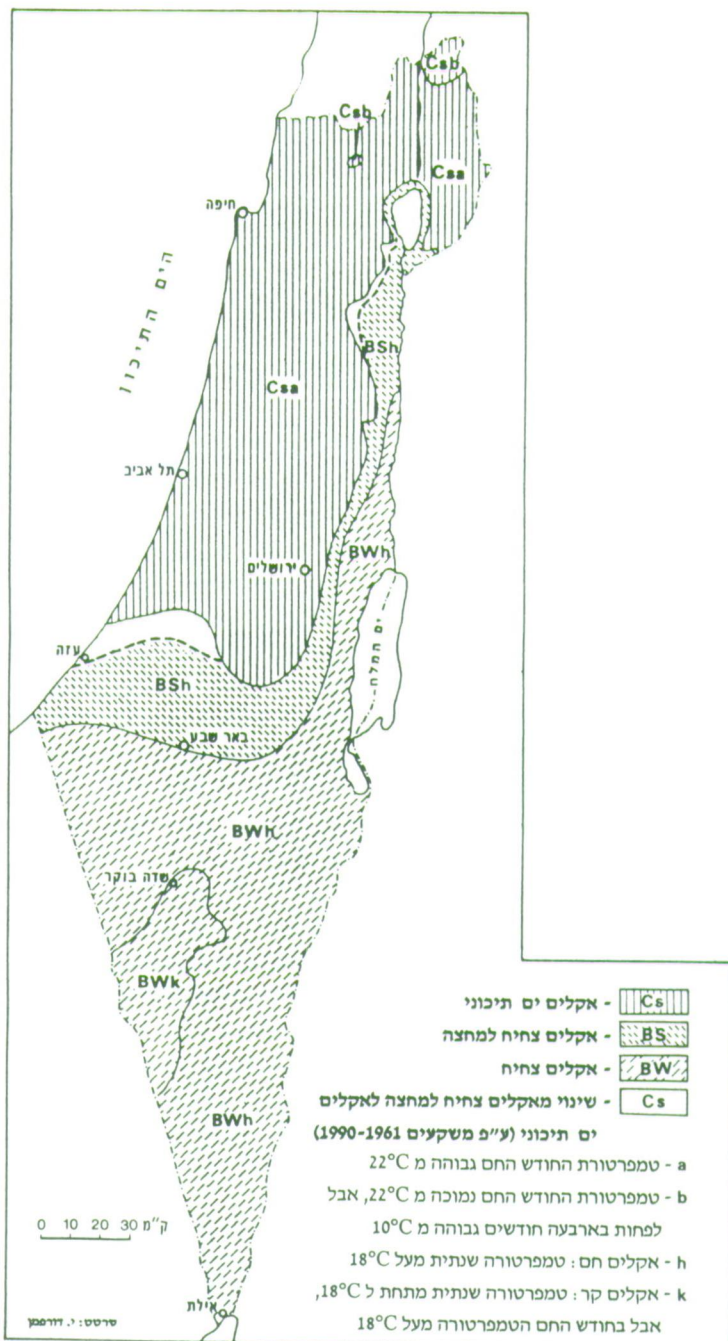 Csb
Csb
Csa
חיפה
הים התיכון
BSh
Csa
תל אביב
BWh
ירושלים
ים המלח
עזה
BSh
באר שבע
BWh
שדה בוקר
BWk
BWh
אילת
0 10 20 30 ק"מ
סרטט: י. דורפמן
Cs - אקלים ים תיכוני
BS - אקלים צחיח למחצה
BW - אקלים צחיח
Cs - שינוי מאקלים צחיח למחצה לאקלים
ים תיכוני (ע"פ משקעים 1990-1961)
a - טמפרטורת החודש החם גבוהה מ 22°C
b - טמפרטורת החודש החם נמוכה מ 22°C, אבל
לפחות בארבעה חודשים גבוהה מ 10°C
h - אקלים חם: טמפרטורה שנתית מעל 18°C
k - אקלים קר: טמפרטורה שנתית מתחת ל 18°C,
אבל בחודש החם הטמפרטורה מעל 18°C